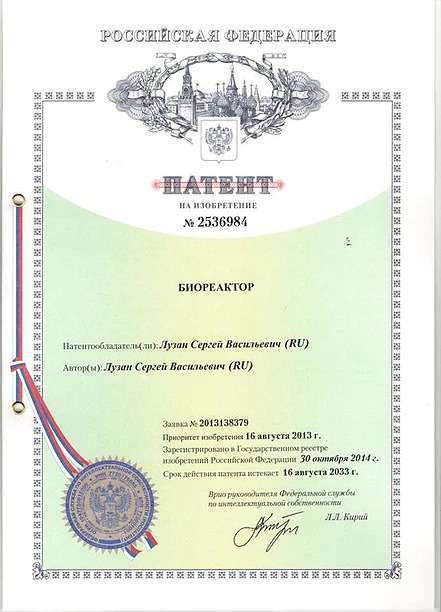 РОССИЙСКАЯ ФЕДЕРАЦИЯ
ПАТЕНТ
НА ИЗОБРЕТЕНИЕ
№ 2536984
БИОРЕАКТОР
Патентообладатель(ли): Лузан Сергей Васильевич (RU)
Автор(ы): Лузан Сергей Васильевич (RU)
Заявка № 2013138379
Приоритет изобретения 16 августа 2013 г.
Зарегистрировано в Государственном реестре
изобретений Российской Федерации 30 октября 2014 г.
Срок действия патента истекает 16 августа 2033 г.
Врио руководителя Федеральной службы
по интеллектуальной собственности
Л.Л. Кирий